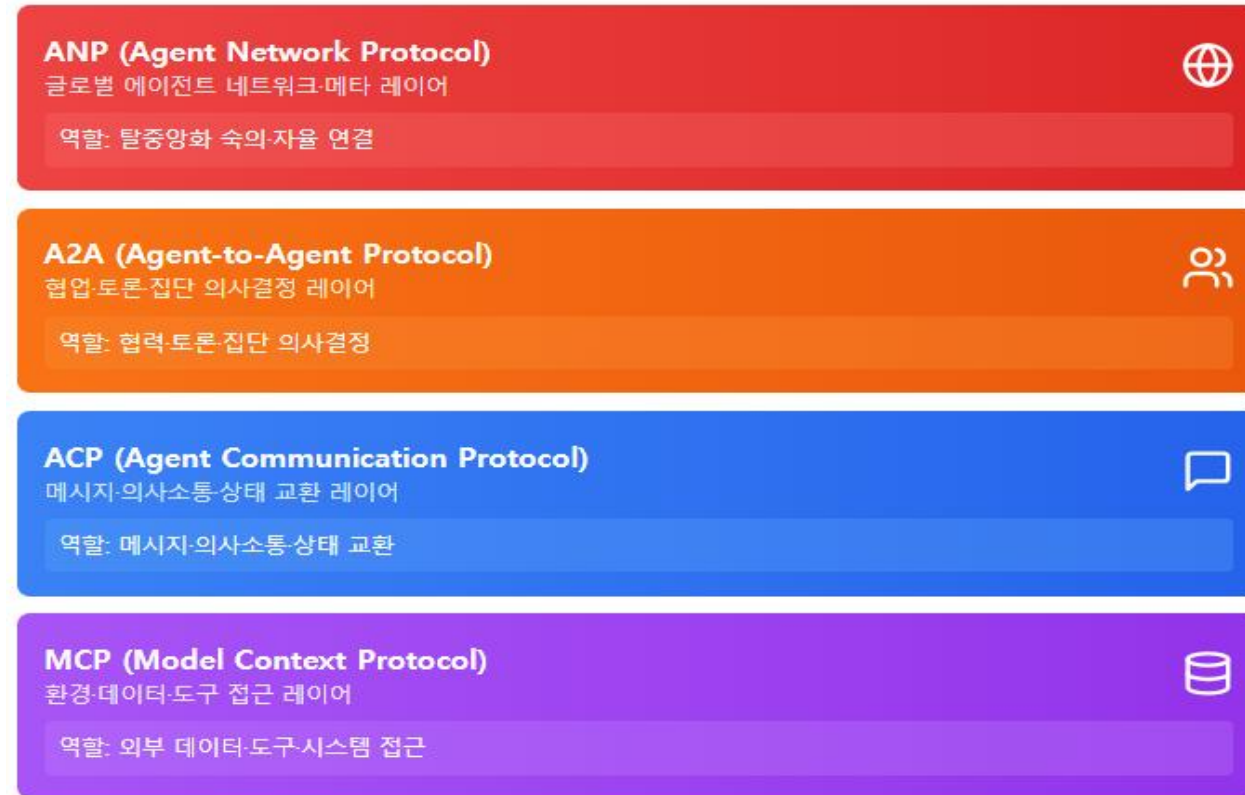 ANP (Agent Network Protocol)
글로벌 에이전트 네트워크·메타 레이어
역할: 탈중앙화 숙의·자율 연결
A2A (Agent-to-Agent Protocol)
협업·토론·집단 의사결정 레이어
역할: 협력·토론·집단 의사결정
ACP (Agent Communication Protocol)
메시지·의사소통·상태 교환 레이어
역할: 메시지·의사소통·상태 교환
MCP (Model Context Protocol)
환경·데이터·도구 접근 레이어
역할: 외부 데이터·도구·시스템 접근